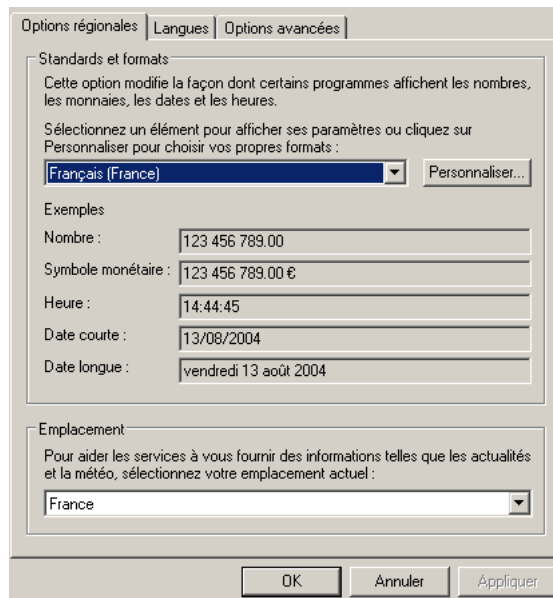 Options régionales Langues Options avancées
Standards et formats
Cette option modifie la façon dont certains programmes affichent les nombres,
les monnaies, les dates et les heures.
Sélectionnez un élément pour afficher ses paramètres ou cliquez sur
Personnaliser pour choisir vos propres formats :
Français (France) Personnaliser...
Exemples
Nombre : 123 456 789.00
Symbole monétaire : 123 456 789.00 €
Heure : 14:44:45
Date courte : 13/08/2004
Date longue : vendredi 13 août 2004
Emplacement
Pour aider les services à vous fournir des informations telles que les actualités
et la météo, sélectionnez votre emplacement actuel :
France
OK Annuler Appliquer